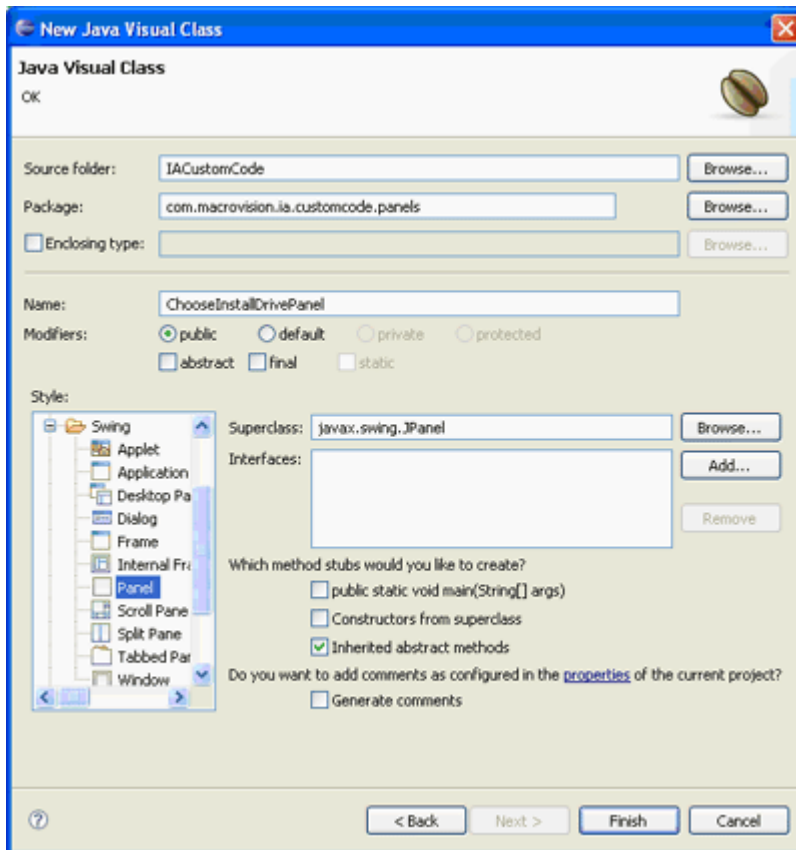 New Java Visual Class
Java Visual Class
OK
Source folder: IACustomCode Browse...
Package: com.macrovision.ia.customcode.panels Browse...
Enclosing type: Browse...
Name: ChooseInstallDrivePanel
Modifiers: public default private protected
abstract final static
Style:
Swing
Applet
Application
Desktop Pa
Dialog
Frame
Internal Fra
Panel
Scroll Pane
Split Pane
Tabbed Par
Window
Superclass: javax.swing.JPanel Browse...
Interfaces: Add...
Remove
Which method stubs would you like to create?
public static void main(String[] args)
Constructors from superclass
Inherited abstract methods
Do you want to add comments as configured in the properties of the current project?
Generate comments
< Back Next > Finish Cancel